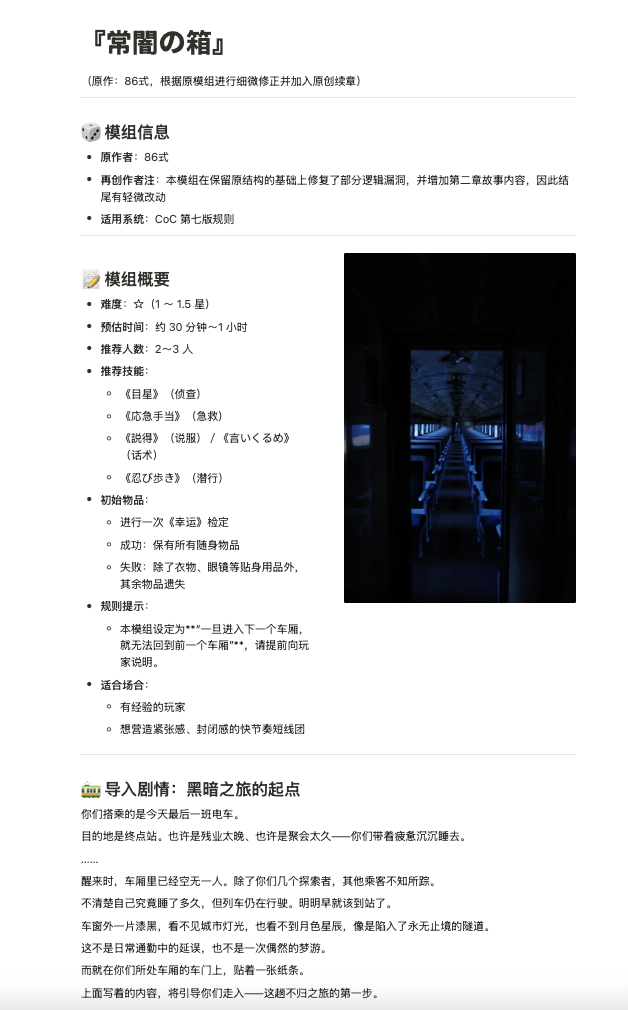 『常闇の箱』
（原作：86式，根据原模组进行细微修正并加入原创续章）
🎲 模组信息
• 原作者：86式
• 再创作者注：本模组在保留原结构的基础上修复了部分逻辑漏洞，并增加第二章故事内容，因此结
尾有轻微改动
• 适用系统：CoC 第七版规则
📝 模组概要
• 难度：☆（1 ～ 1.5 星）
• 预估时间：约 30 分钟～1 小时
• 推荐人数：2～3 人
• 推荐技能：
◦ 《目星》（侦查）
◦ 《応急手当》（急救）
◦ 《説得》（说服） / 《言いくるめ》
（话术）
◦ 《忍び歩き》（潜行）
• 初始物品：
◦ 进行一次《幸运》检定
◦ 成功：保有所有随身物品
◦ 失败：除了衣物、眼镜等贴身用品外，
其余物品遗失
• 规则提示：
◦ 本模组设定为**“一旦进入下一个车厢，
就无法回到前一个车厢”**，请提前向玩
家说明。
• 适合场合：
◦ 有经验的玩家
◦ 想营造紧张感、封闭感的快节奏短线团
🚋 导入剧情：黑暗之旅的起点
你们搭乘的是今天最后一班电车。
目的地是终点站。也许是残业太晚、也许是聚会太久——你们带着疲惫沉沉睡去。
……
醒来时，车厢里已经空无一人。除了你们几个探索者，其他乘客不知所踪。
不清楚自己究竟睡了多久，但列车仍在行驶。明明早就该到站了。
车窗外一片漆黑，看不见城市灯光，也看不到月色星辰，像是陷入了永无止境的隧道。
这不是日常通勤中的延误，也不是一次偶然的梦游。
而就在你们所处车厢的车门上，贴着一张纸条。
上面写着的内容，将引导你们走入——这趟不归之旅的第一步。